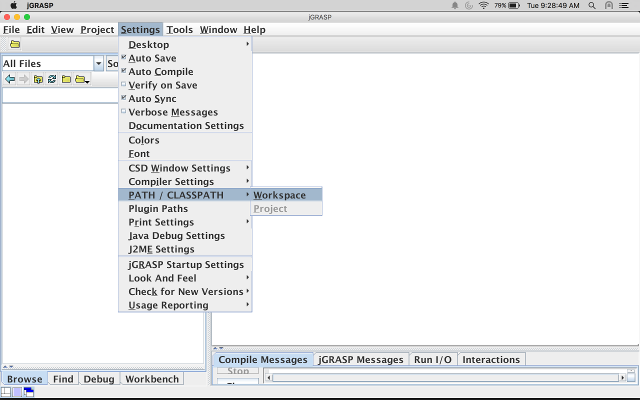 jGRASP
79%
Tue 9:28:49 AM
jGRASP
File Edit View Project Settings Tools Window Help
All Files
So
Desktop
Auto Save
Auto Compile
Verify on Save
Auto Sync
Verbose Messages
Documentation Settings
Colors
Font
CSD Window Settings
Compiler Settings
PATH / CLASSPATH
Workspace
Plugin Paths
Project
Print Settings
Java Debug Settings
J2ME Settings
jGRASP Startup Settings
Look And Feel
Check for New Versions
Usage Reporting
Compile Messages jGRASP Messages Run I/O Interactions
Stop
Browse Find Debug Workbench